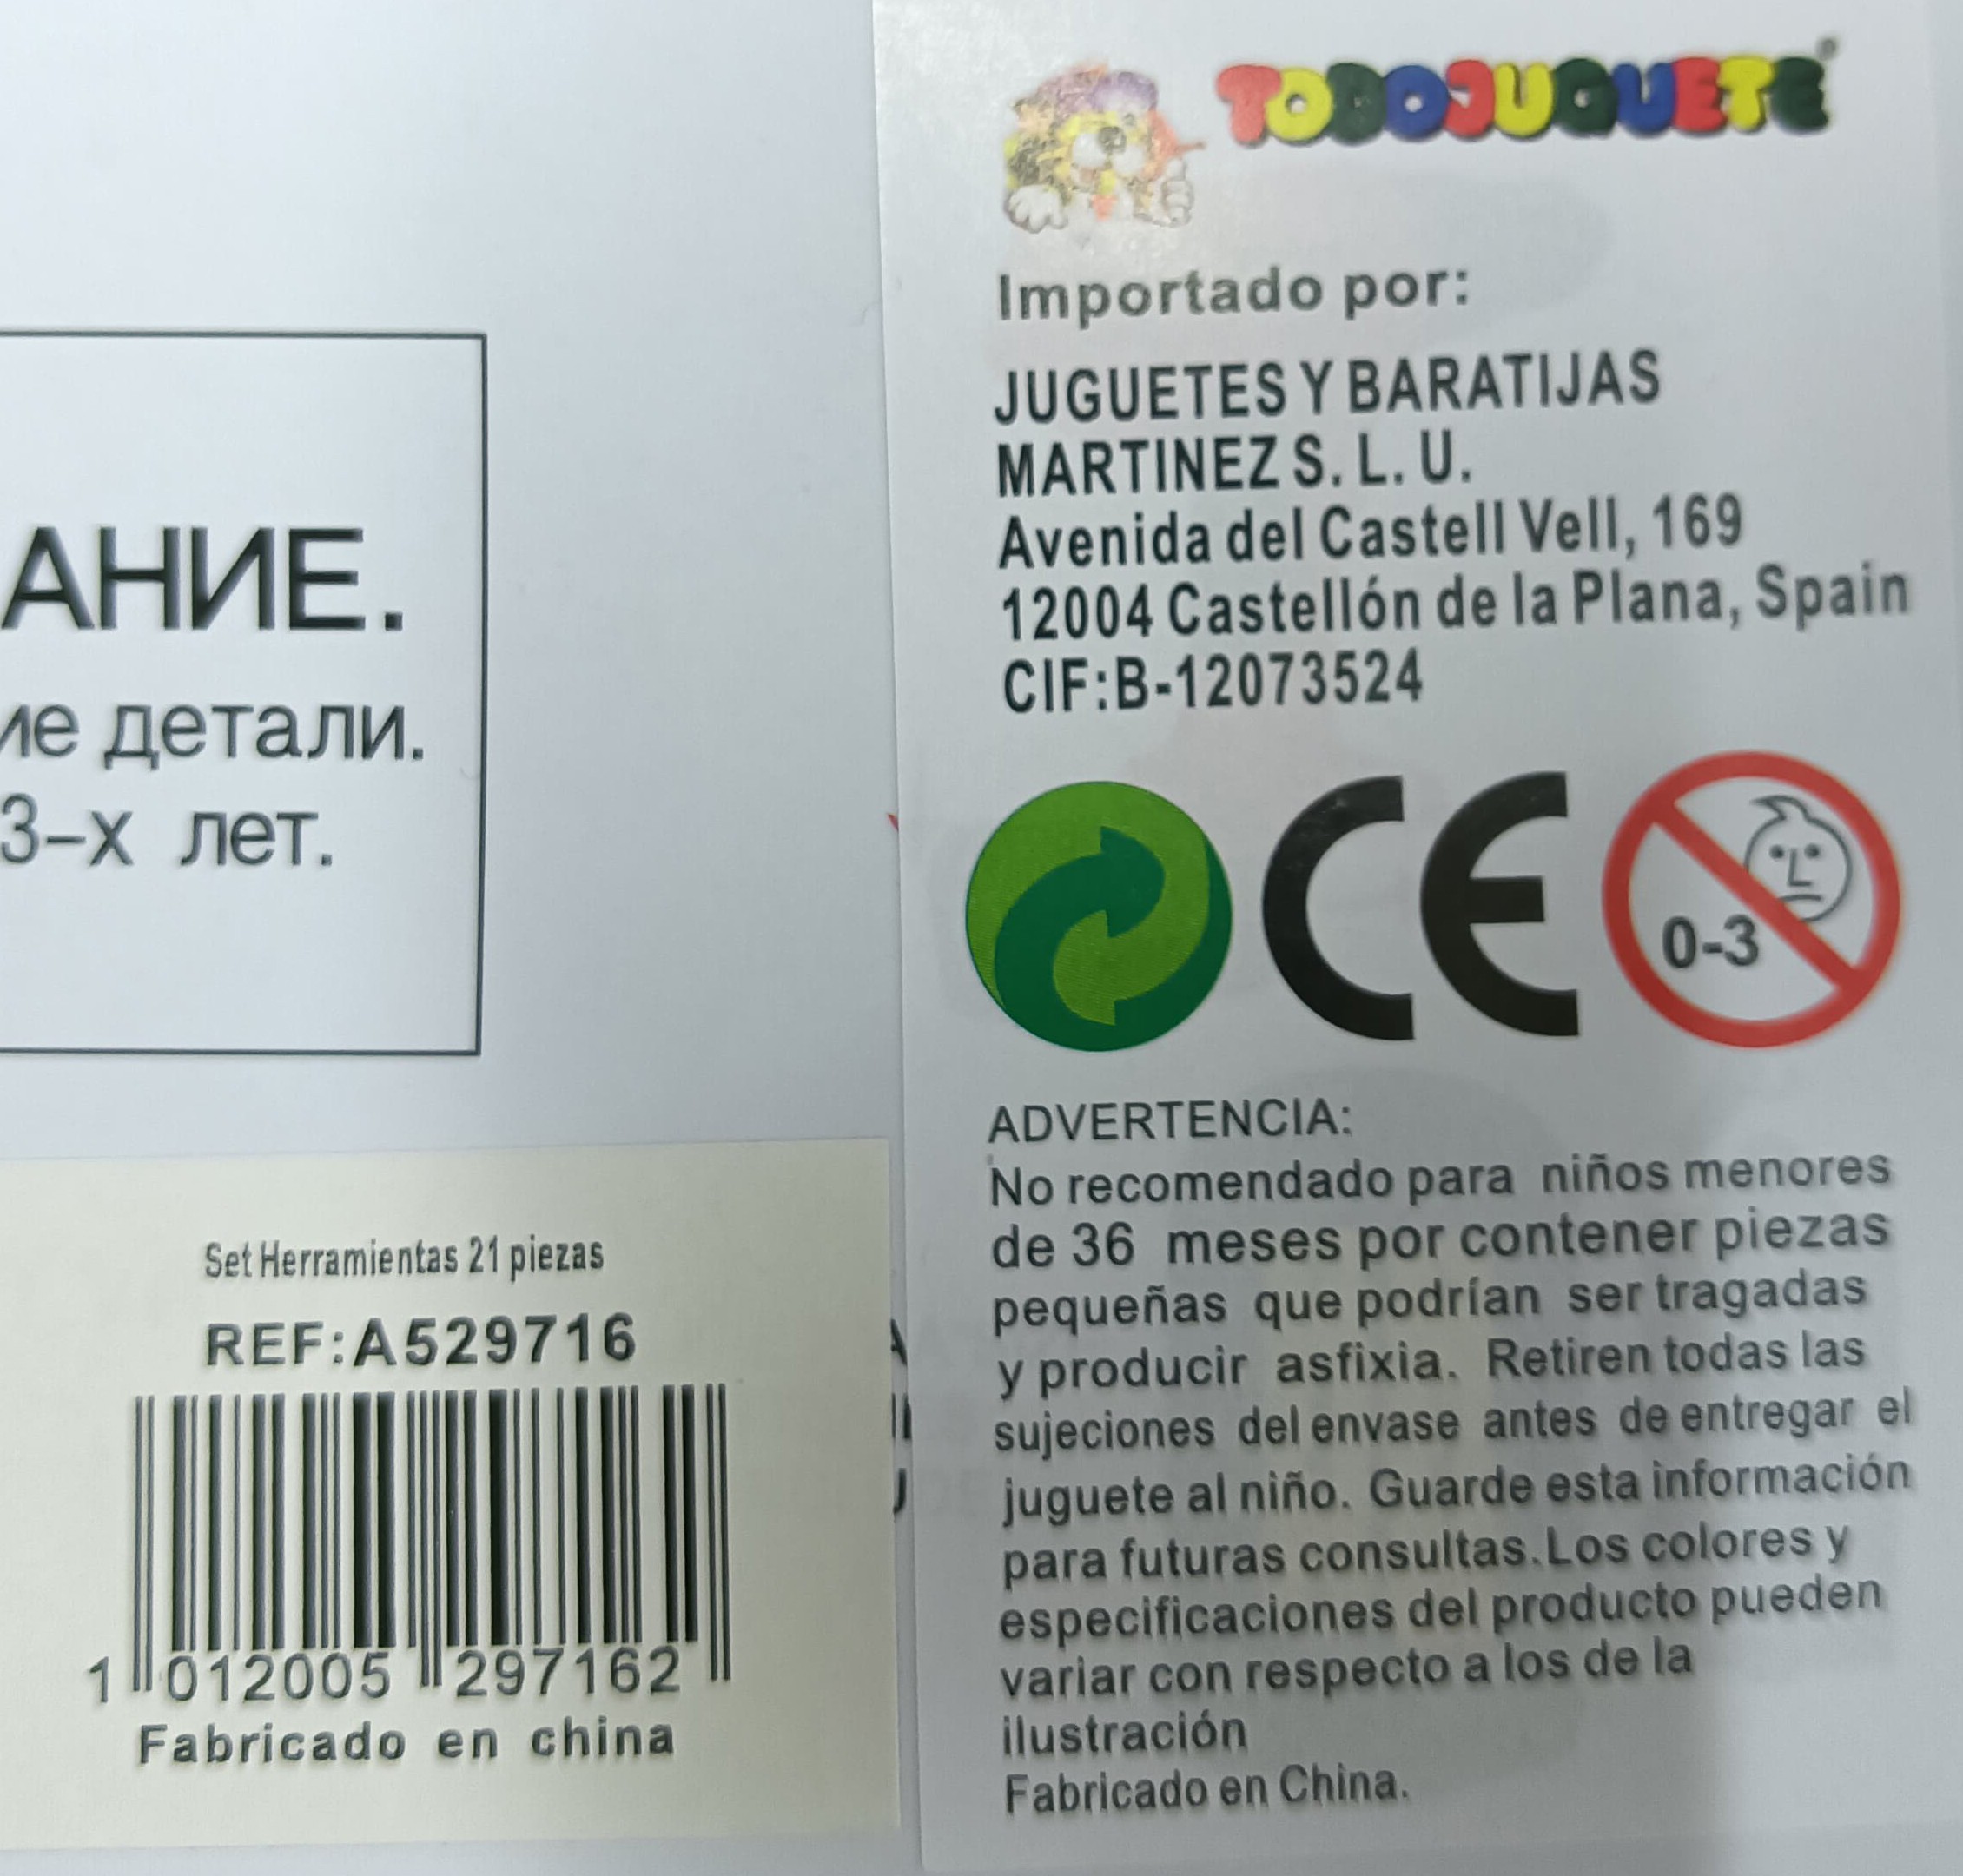 АНИЕ.
детали.
3-х лет.
Set Herramientas 21 piezas
REF:A529716
1 012005 297162
Fabricado en china
TODOJUGUETE®
Importado por:
JUGUETES Y BARATIJAS
MARTINEZ S. L. U.
Avenida del Castell Vell, 169
12004 Castellón de la Plana, Spain
CIF:B-12073524
CE
0-3
ADVERTENCIA:
No recomendado para niños menores
de 36 meses por contener piezas
pequeñas que podrían ser tragadas
y producir asfixia. Retiren todas las
sujeciones del envase antes de entregar el
juguete al niño. Guarde esta información
para futuras consultas.Los colores y
especificaciones del producto pueden
variar con respecto a los de la
ilustración
Fabricado en China.